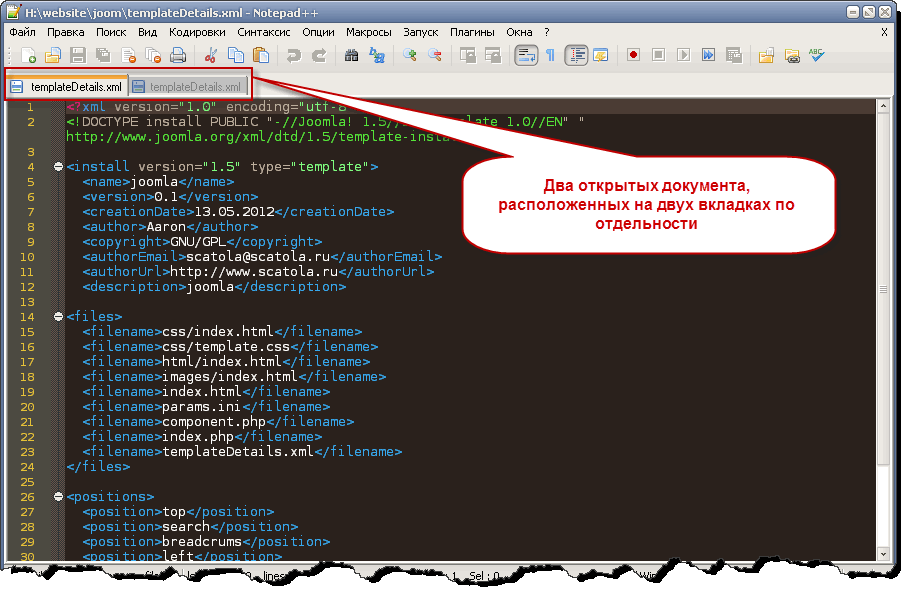 H:\website\joom\templateDetails.xml - Notepad++
Файл Правка Поиск Вид Кодировки Синтаксис Опции Макросы Запуск Плагины Окна ? X
templateDetails.xml templateDetails.xml
1 <?xml version="1.0" encoding="utf-8
2 <!DOCTYPE install PUBLIC "-//Joomla! 1.5// template 1.0//EN" "
http://www.joomla.org/xml/dtd/1.5/template-insta
3
4 <install version="1.5" type="template">
5 <name>joomla</name>
6 <version>0.1</version>
7 <creationDate>13.05.2012</creationDate>
8 <author>Aaron</author>
9 <copyright>GNU/GPL</copyright>
10 <authorEmail>scatola@scatola.ru</authorEmail>
11 <authorUrl>http://www.scatola.ru</authorUrl>
12 <description>joomla</description>
13
14 <files>
15 <filename>css/index.html</filename>
16 <filename>css/template.css</filename>
17 <filename>html/index.html</filename>
18 <filename>images/index.html</filename>
19 <filename>index.html</filename>
20 <filename>params.ini</filename>
21 <filename>component.php</filename>
22 <filename>index.php</filename>
23 <filename>templateDetails.xml</filename>
24 </files>
25
26 <positions>
27 <position>top</position>
28 <position>search</position>
29 <position>breadcrums</position>
30 <position>left</position>
Два открытых документа,
расположенных на двух вкладках по
отдельности